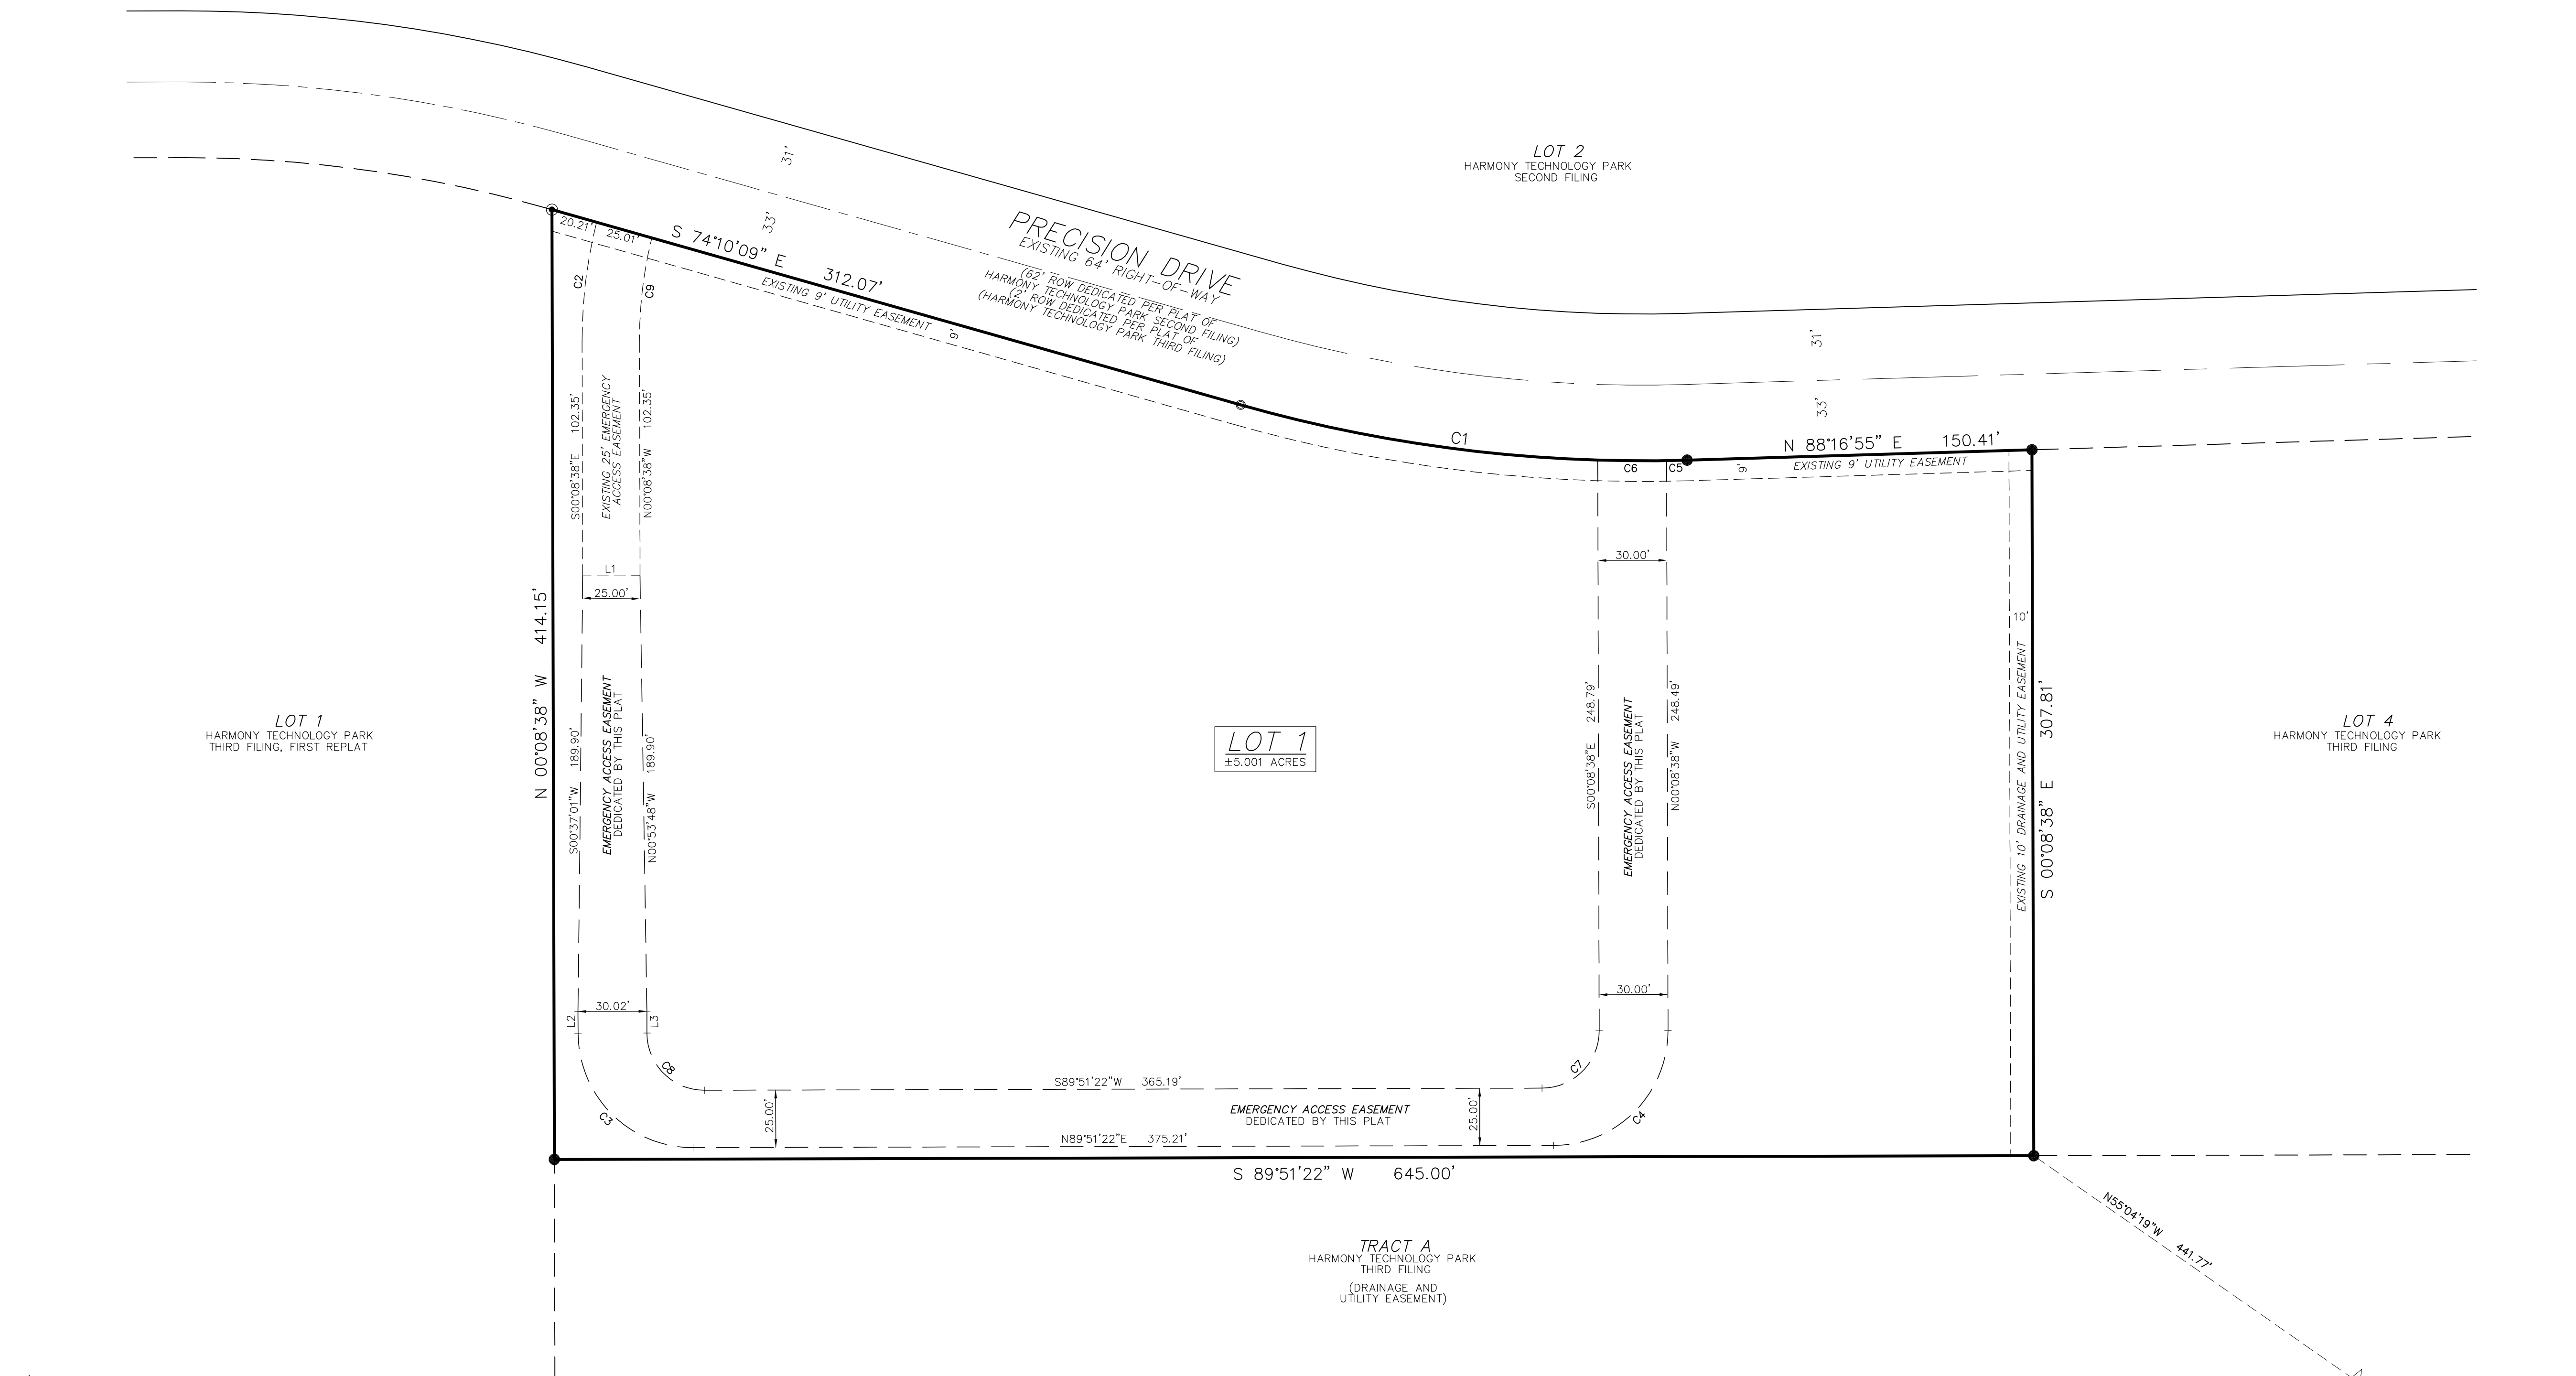 LOT 2
HARMONY TECHNOLOGY PARK
SECOND FILING
31'
33'
PRECISION DRIVE
EXISTING 64' RIGHT-OF-WAY
(62' ROW DEDICATED PER PLAT OF
HARMONY TECHNOLOGY PARK SECOND FILING)
(2' ROW DEDICATED PER PLAT OF
(HARMONY TECHNOLOGY PARK THIRD FILING)
20.21'
25.01'
S 74°10'09" E 312.07'
EXISTING 9' UTILITY EASEMENT
9'
C2
C9
31'
33'
C1
C6
C5
9'
N 88°16'55" E 150.41'
EXISTING 9' UTILITY EASEMENT
S00°08'38"E 102.35'
EXISTING 25' EMERGENCY
ACCESS EASEMENT
N00°08'38"W 102.35'
L1
25.00'
30.00'
N 00°08'38" W 414.15'
S00°37'01"W 189.90'
EMERGENCY ACCESS EASEMENT
DEDICATED BY THIS PLAT
N00°53'48"W 189.90'
LOT 1
HARMONY TECHNOLOGY PARK
THIRD FILING, FIRST REPLAT
LOT 1
±5.001 ACRES
S00°08'38"E 248.79'
EMERGENCY ACCESS EASEMENT
DEDICATED BY THIS PLAT
N00°08'38"W 248.49'
10'
EXISTING 10' DRAINAGE AND UTILITY EASEMENT
S 00°08'38" E 307.81'
LOT 4
HARMONY TECHNOLOGY PARK
THIRD FILING
30.02'
L2
L3
30.00'
C8
C3
C7
C4
S89°51'22"W 365.19'
25.00'
EMERGENCY ACCESS EASEMENT
DEDICATED BY THIS PLAT
25.00'
N89°51'22"E 375.21'
S 89°51'22" W 645.00'
N55°04'19"W 441.77'
TRACT A
HARMONY TECHNOLOGY PARK
THIRD FILING
(DRAINAGE AND
UTILITY EASEMENT)